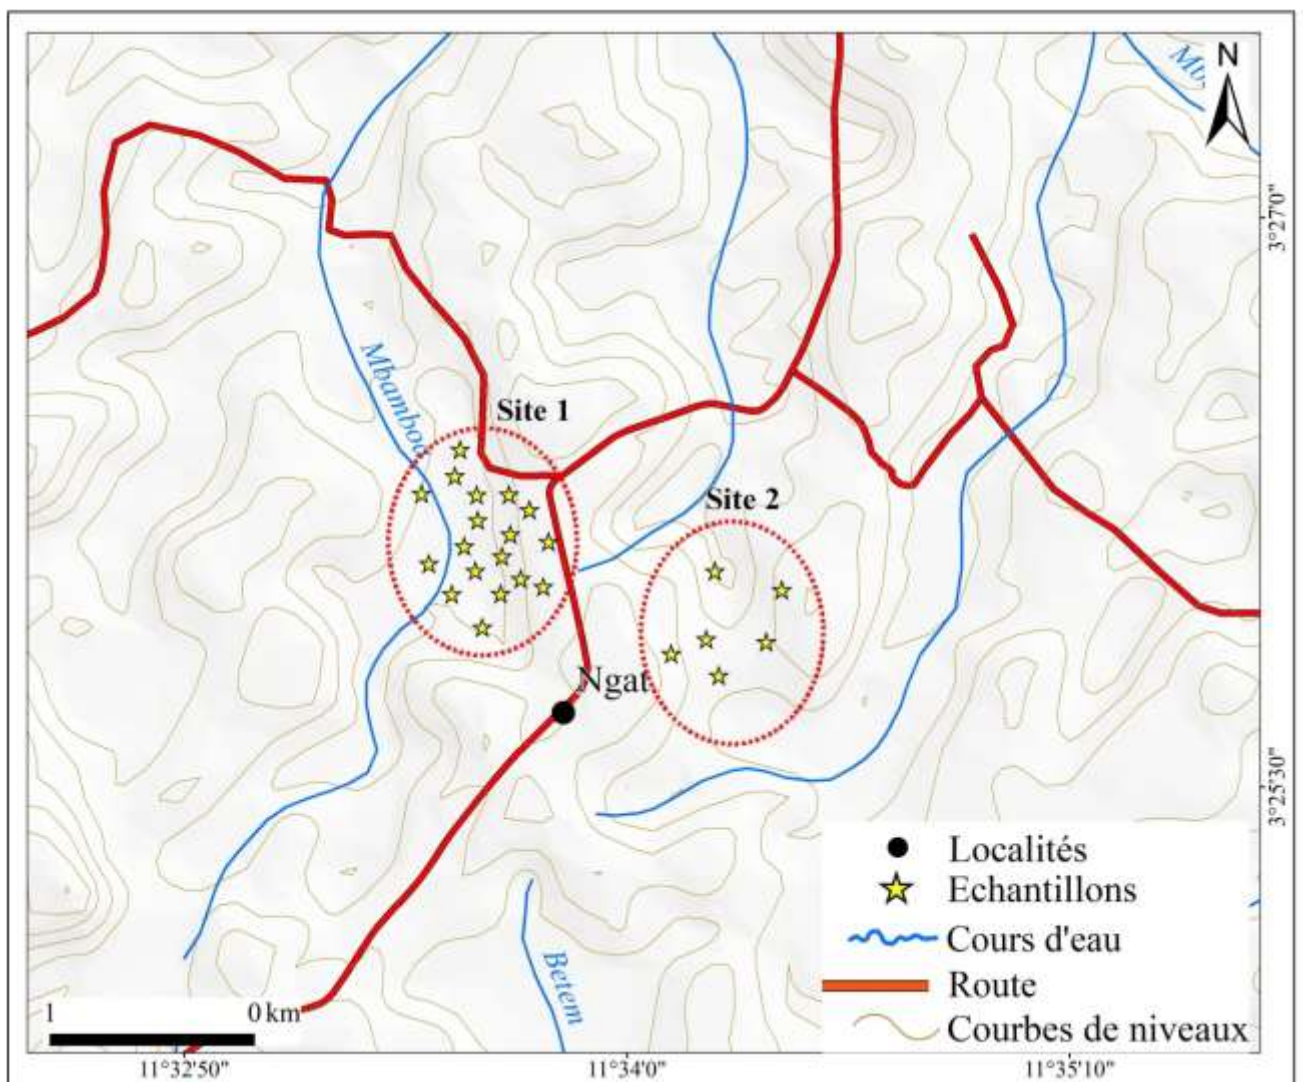 N
3°27'0"
Mbamboa
Site 1
Site 2
Ngat
3°25'30"
Localités
Echantillons
Cours d'eau
Route
Courbes de niveaux
Betem
1 0 km
11°32'50" 11°34'0" 11°35'10"